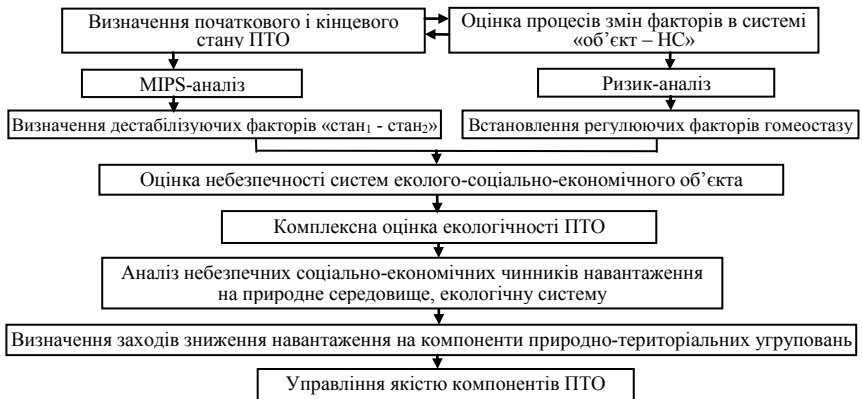 Визначення початкового і кінцевого
стану ПТО
Оцінка процесів змін факторів в системі
«об’єкт – НС»
MIPS-аналіз
Ризик-аналіз
Визначення дестабілізуючих факторів «стан₁ - стан₂»
Встановлення регулюючих факторів гомеостазу
Оцінка небезпечності систем еколого-соціально-економічного об’єкта
Комплексна оцінка екологічності ПТО
Аналіз небезпечних соціально-економічних чинників навантаження
на природне середовище, екологічну систему
Визначення заходів зниження навантаження на компоненти природно-територіальних угруповань
Управління якістю компонентів ПТО